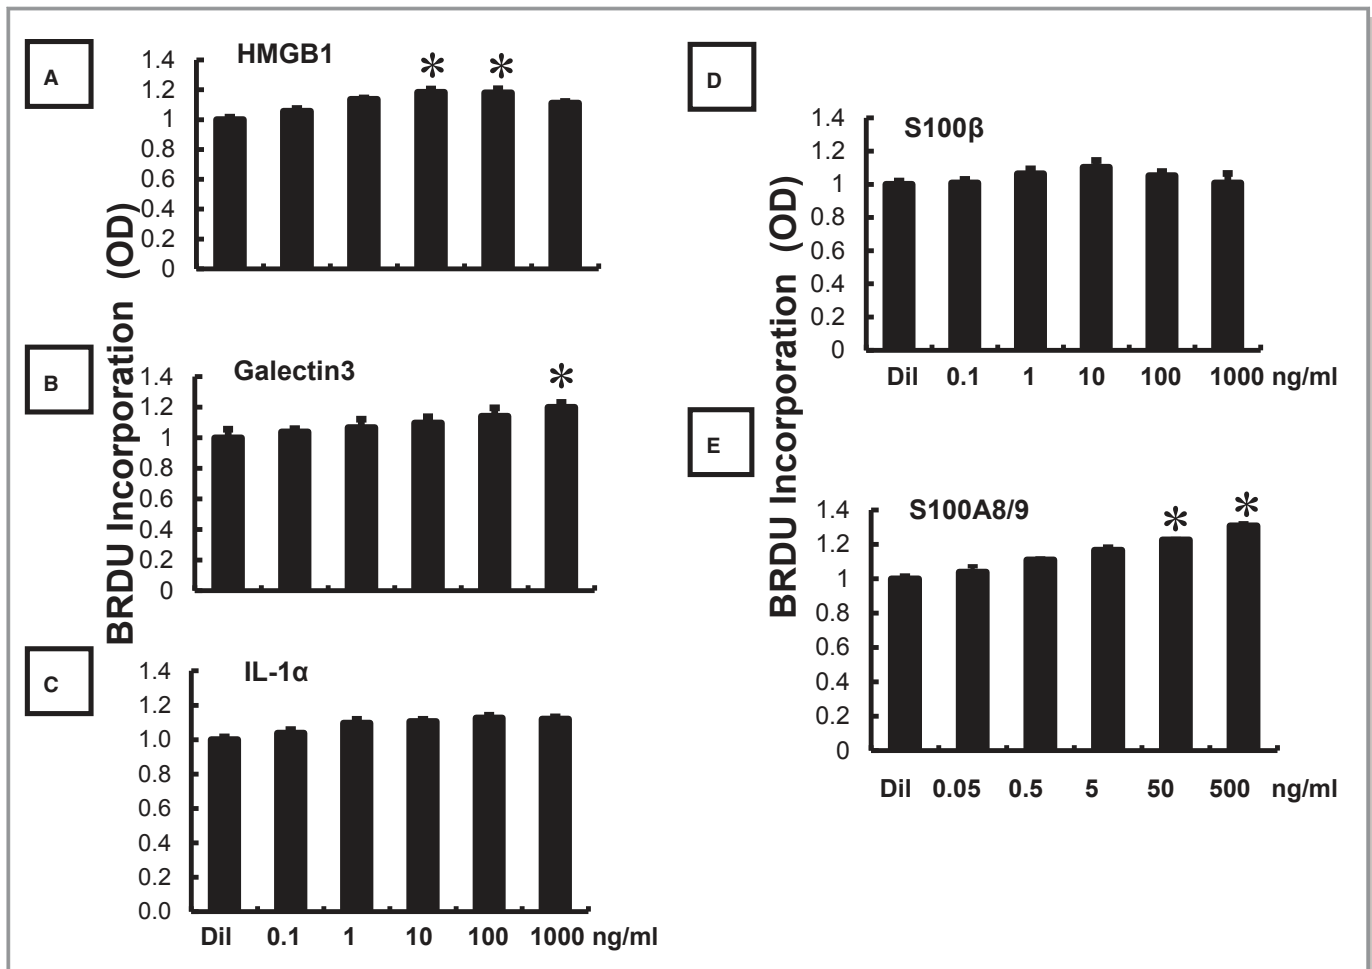 A
HMGB1
* *
1.4
1.2
1
0.8
0.6
0.4
0.2
0
BRDU Incorporation (OD)
B
Galectin3
*
1.4
1.2
1
0.8
0.6
0.4
0.2
0
C
IL-1α
1.4
1.2
1.0
0.8
0.6
0.4
0.2
0.0
Dil 0.1 1 10 100 1000 ng/ml
D
S100β
1.4
1.2
1
0.8
0.6
0.4
0.2
0
Dil 0.1 1 10 100 1000 ng/ml
BRDU Incorporation (OD)
E
S100A8/9
* *
1.4
1.2
1
0.8
0.6
0.4
0.2
0
Dil 0.05 0.5 5 50 500 ng/ml